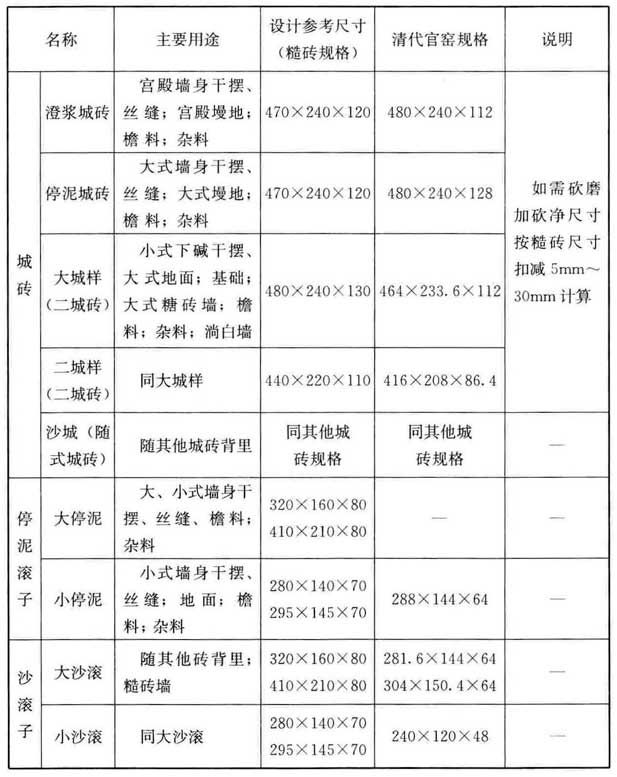 名称 主要用途 设计参考尺寸（糙砖规格） 清代官窑规格 说明
城砖
澄浆城砖
宫殿墙身干摆、
丝缝；宫殿墁地；
檐料；杂料
470×240×120
480×240×112
停泥城砖
大式墙身干摆、
丝缝；大式墁地；
檐料；杂料
470×240×120
480×240×128
大城样
（二城砖）
小式下碱干摆、
大式地面；基础；
大式糖砖墙；檐
料；杂料；淌白墙
480×240×130
464×233.6×112
二城样
（二城砖）
同大城样
440×220×110
416×208×86.4
如需砍磨
加砍净尺寸
按糙砖尺寸
扣减5mm～
30mm计算
沙城（随
式城砖）
随其他城砖背里
同其他城
砖规格
同其他城
砖规格
—
停泥滚子
大停泥
大、小式墙身干
摆、丝缝、檐料；
杂料
320×160×80
410×210×80
—
—
小停泥
小式墙身干摆、
丝缝；地面；檐
料；杂料
280×140×70
295×145×70
288×144×64
—
沙滚子
大沙滚
随其他砖背里；
糙砖墙
320×160×80
410×210×80
281.6×144×64
304×150.4×64
—
小沙滚
同大沙滚
280×140×70
295×145×70
240×120×48
—